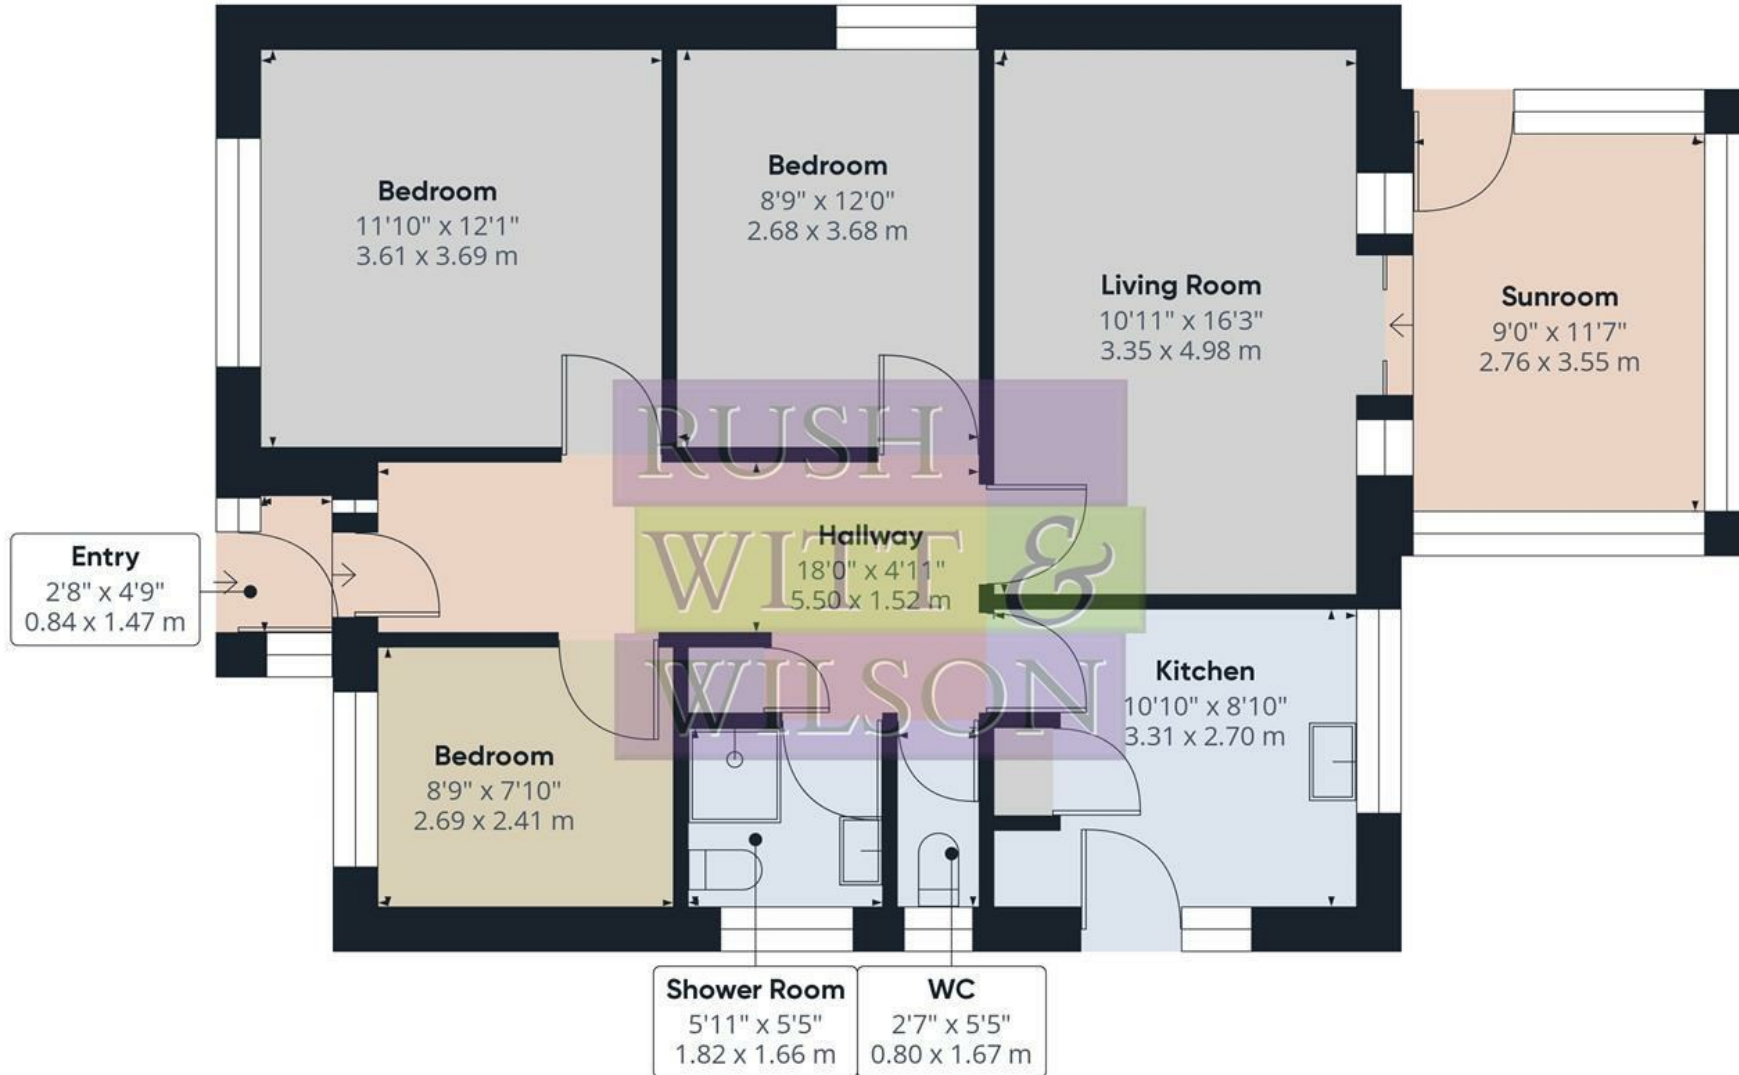 Bedroom
11'10" x 12'1"
3.61 x 3.69 m
Bedroom
8'9" x 12'0"
2.68 x 3.68 m
Living Room
10'11" x 16'3"
3.35 x 4.98 m
Sunroom
9'0" x 11'7"
2.76 x 3.55 m
RUSH
WITT &
WILSON
Entry
2'8" x 4'9"
0.84 x 1.47 m
Hallway
18'0" x 4'11"
5.50 x 1.52 m
Bedroom
8'9" x 7'10"
2.69 x 2.41 m
Kitchen
10'10" x 8'10"
3.31 x 2.70 m
Shower Room
5'11" x 5'5"
1.82 x 1.66 m
WC
2'7" x 5'5"
0.80 x 1.67 m